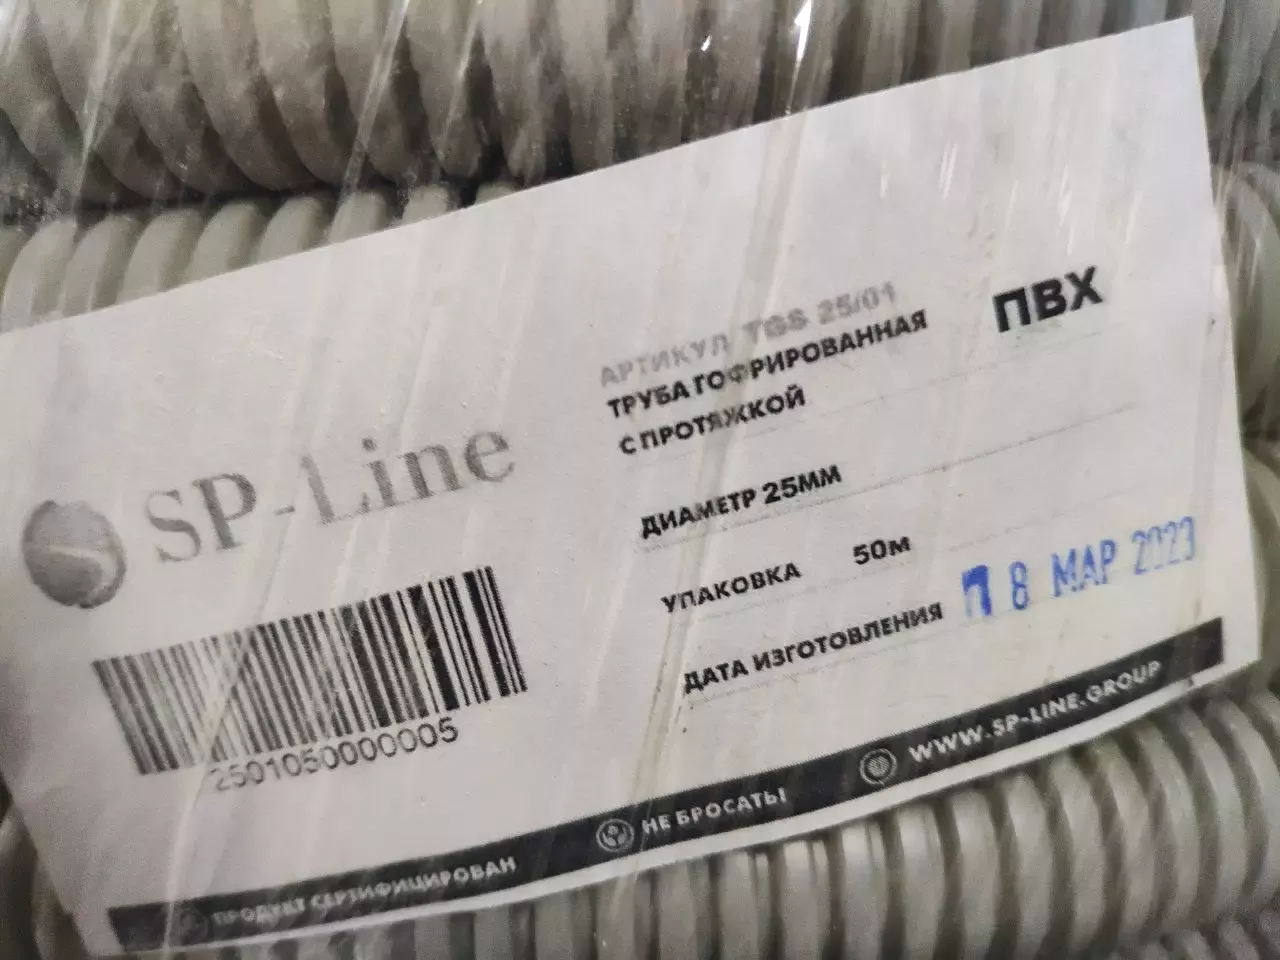 SP-Line
2501050000005
АРТИКУЛ TGS 25/01
ТРУБА ГОФРИРОВАННАЯ
С ПРОТЯЖКОЙ
ПВХ
ДИАМЕТР 25ММ
УПАКОВКА 50м
ДАТА ИЗГОТОВЛЕНИЯ 18 МАР 2023
ПРОДУКТ СЕРТИФИЦИРОВАН НЕ БРОСАТЬ! WWW.SP-LINE.GROUP